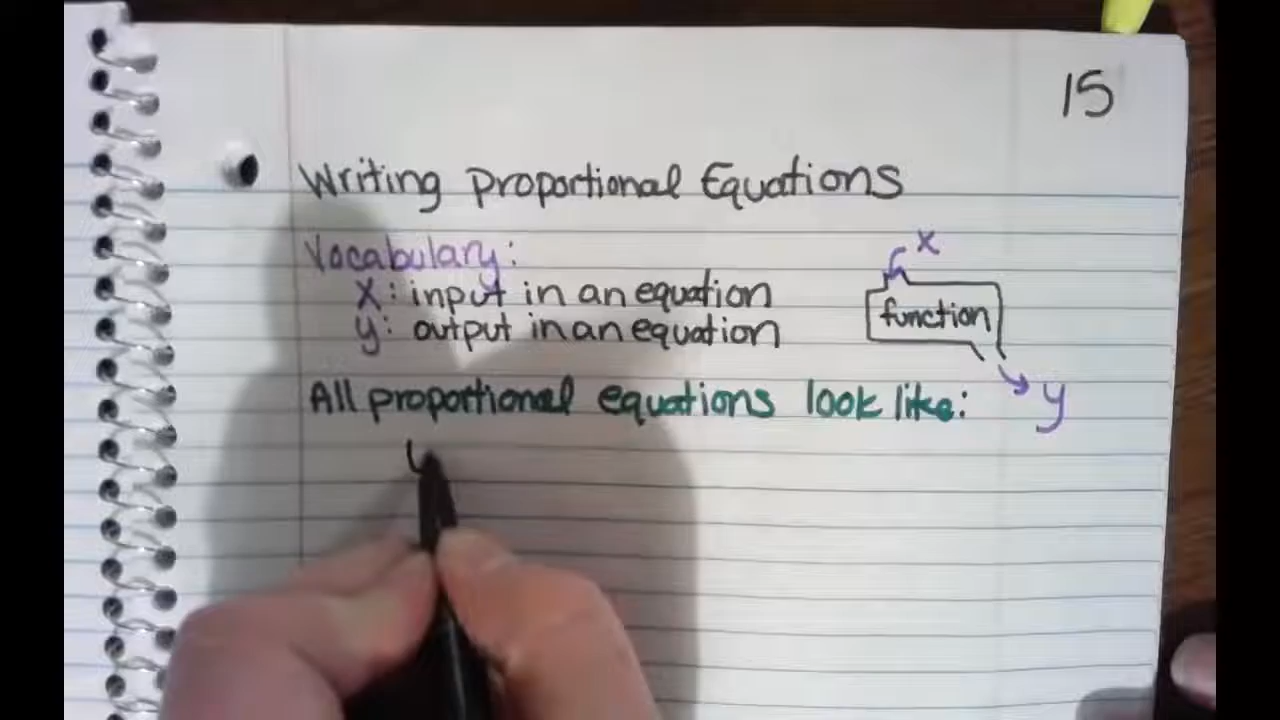 15
Writing Proportional Equations
Vocabulary:
x: input in an equation
y: output in an equation
x
function
y
All proportional equations look like: